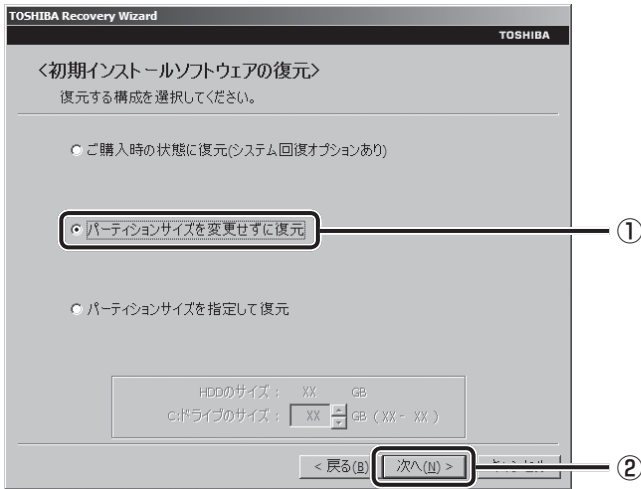 TOSHIBA Recovery Wizard
TOSHIBA
<初期インストールソフトウェアの復元>
復元する構成を選択してください。
ご購入時の状態に復元(システム回復オプションあり)
パーティションサイズを変更せずに復元
①
パーティションサイズを指定して復元
HDDのサイズ： XX GB
C:ドライブのサイズ： XX GB ( XX - XX )
< 戻る(B) 次へ(N) >
②